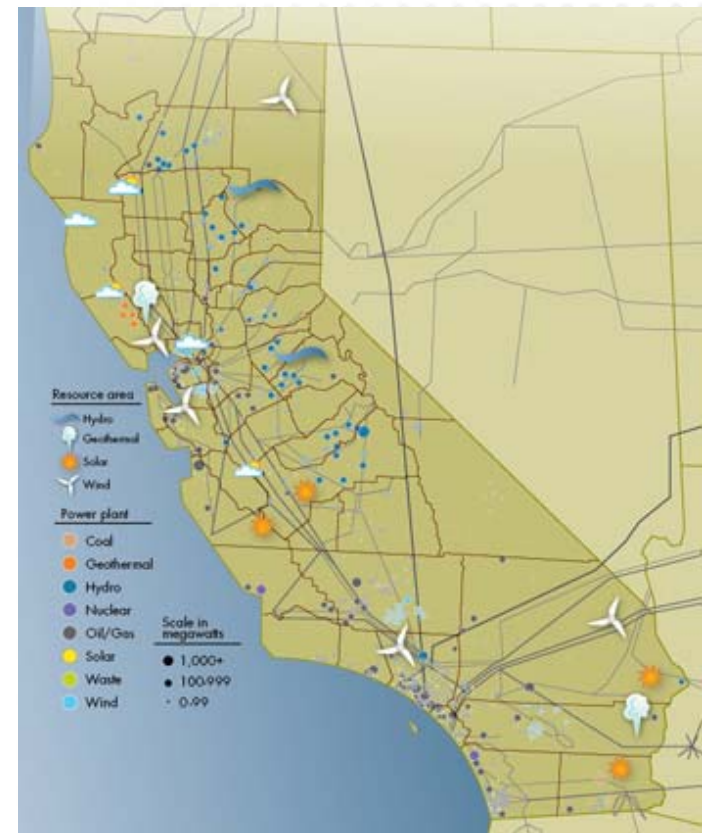 Resource area
Hydro
Geothermal
Solar
Wind
Power plant
Coal
Geothermal
Hydro
Nuclear
Oil/Gas
Solar
Waste
Wind
Scale in
megawatts
1,000+
100-999
0-99